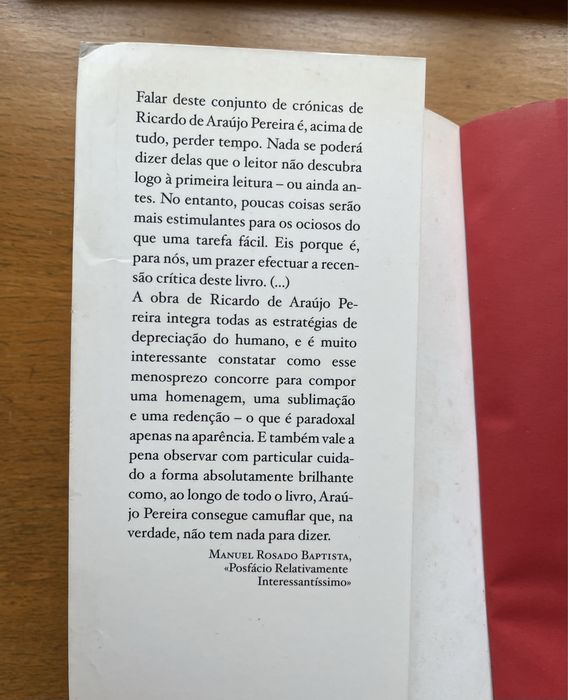 Falar deste conjunto de crónicas de
Ricardo de Araújo Pereira é, acima de
tudo, perder tempo. Nada se poderá
dizer delas que o leitor não descubra
logo à primeira leitura – ou ainda an-
tes. No entanto, poucas coisas serão
mais estimulantes para os ociosos do
que uma tarefa fácil. Eis porque é,
para nós, um prazer efectuar a recen-
são crítica deste livro. (...)
A obra de Ricardo de Araújo Pe-
reira integra todas as estratégias de
depreciação do humano, e é muito
interessante constatar como esse
menosprezo concorre para compor
uma homenagem, uma sublimação
e uma redenção – o que é paradoxal
apenas na aparência. E também vale a
pena observar com particular cuida-
do a forma absolutamente brilhante
como, ao longo de todo o livro, Araú-
jo Pereira consegue camuflar que, na
verdade, não tem nada para dizer.
Manuel Rosado Baptista,
«Posfácio Relativamente
Interessantíssimo»